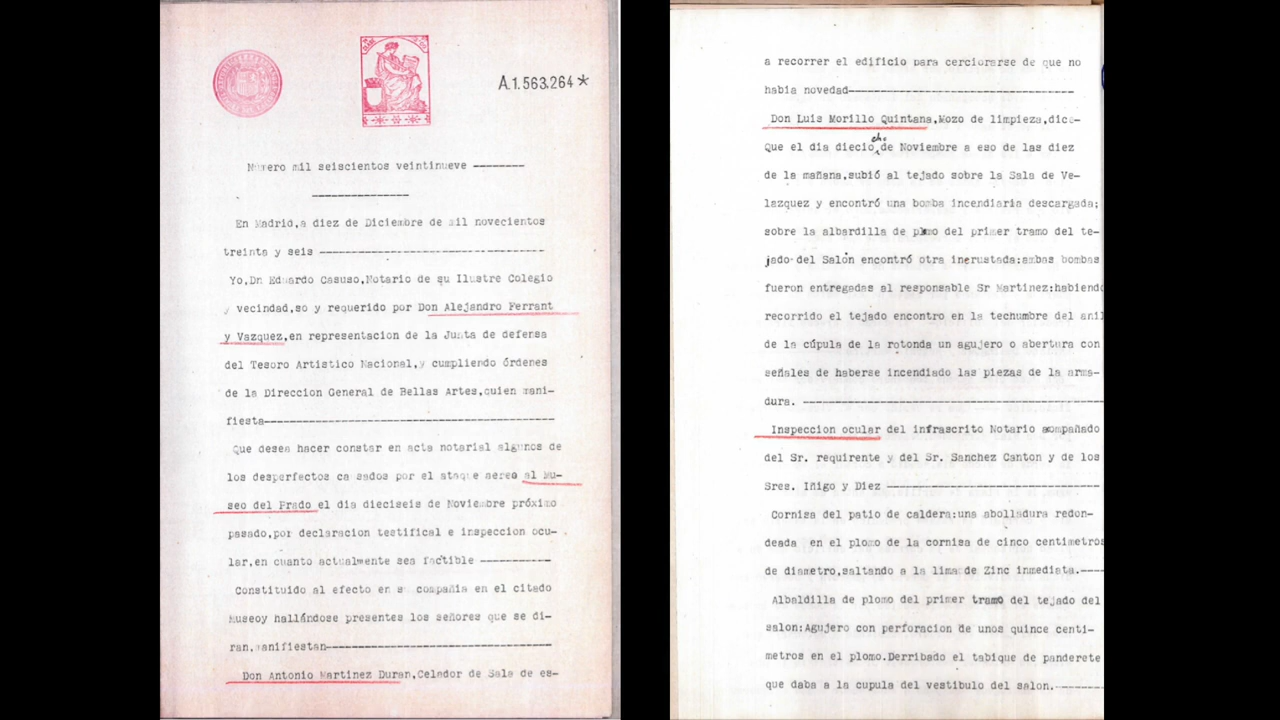 A.1.563.264*
Número mil seiscientos veintinueve --------
---------------
En Madrid,a diez de Diciembre de mil novecientos
treinta y seis -----------------------------------
Yo,Dn Eduardo Casuso,Notario de su Ilustre Colegio
y vecindad,so y requerido por Don Alejandro Ferrant
y Vazquez,en representacion de la Junta de defensa
del Tesoro Artistico Nacional,y cumpliendo órdenes
de la Direccion General de Bellas Artes,quien mani-
fiesta--------------------------------------------
Que desea hacer constar en acta notarial algunos de
los desperfectos ca sados por el ataque aereo al Mu-
seo del Prado el dia dieciseis de Noviembre próximo
pasado,por declaracion testifical e inspeccion ocu-
lar,en cuanto actualmente sea factible -----------
Constituido al efecto en su compañia en el citado
Museoy hallándose presentes los señores que se di-
ran,manifiestan-----------------------------------
Don Antonio Martinez Duran,Celador de Sala de es-
a recorrer el edificio para cerciorarse de que no
habia novedad-----------------------------------
Don Luis Morillo Quintana,Mozo de limpieza,dice-
Que el dia diecio cho de Noviembre a eso de las diez
de la mañana,subió al tejado sobre la Sala de Ve-
lazquez y encontró una bomba incendiaria descargada;
sobre la albardilla de plomo del primer tramo del te-
jado del Salón encontró otra incrustada:ambas bombas
fueron entregadas al responsable Sr Martinez:habiendo
recorrido el tejado encontro en la techumbre del anil
de la cúpula de la rotonda un agujero o abertura con
señales de haberse incendiado las piezas de la arma-
dura. --------------------------------------------
Inspeccion ocular del infrascrito Notario acompañado
del Sr. requirente y del Sr. Sanchez Canton y de los
Sres. Iñigo y Diez -------------------------------
Cornisa del patio de caldera:una abolladura redon-
deada en el plomo de la cornisa de cinco centimetros
de diametro,saltando a la lima de Zinc inmediata.----
Albaldilla de plomo del primer tramo del tejado del
salon:Agujero con perforacion de unos quince centi-
metros en el plomo.Derribado el tabique de panderete
que daba a la cupula del vestibulo del salon.-------